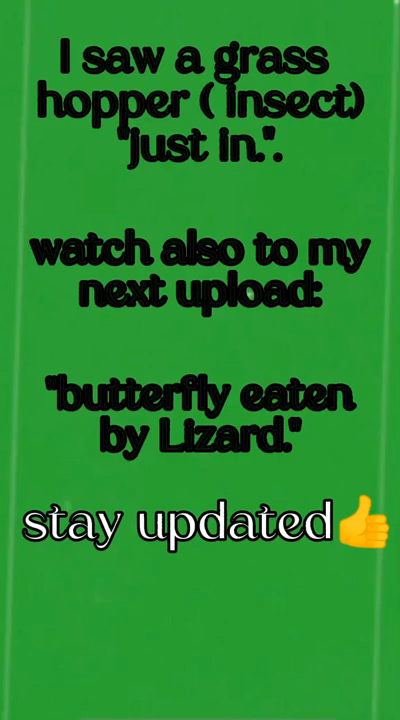 I saw a grass
hopper ( insect)
"just in.".
watch also to my
next upload:
"butterfly eaten
by Lizard."
stay updated👍